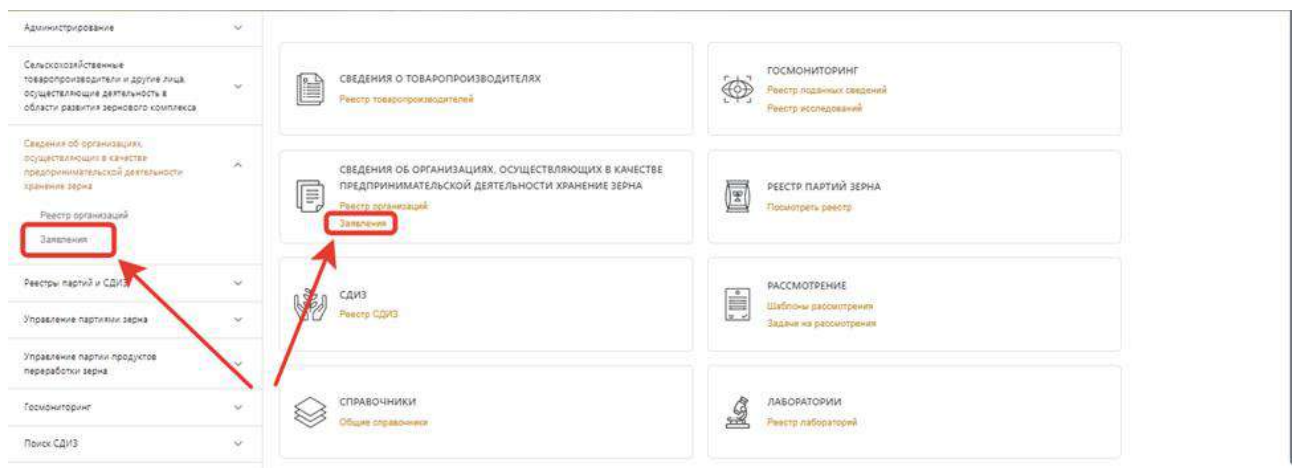 Администрирование
Сельскохозяйственные
товаропроизводители и другие лица,
осуществляющие деятельность в
области развития зернового комплекса
Сведения об организациях,
осуществляющих в качестве
предпринимательской деятельности
хранение зерна
Реестр организаций
Заявления
Реестры партий и СДИЗ
Управление партиями зерна
Управление партии продуктов
переработки зерна
Госмониторинг
Поиск СДИЗ
СВЕДЕНИЯ О ТОВАРОПРОИЗВОДИТЕЛЯХ
Реестр товаропроизводителей
ГОСМОНИТОРИНГ
Реестр поданных сведений
Реестр исследований
СВЕДЕНИЯ ОБ ОРГАНИЗАЦИЯХ, ОСУЩЕСТВЛЯЮЩИХ В КАЧЕСТВЕ
ПРЕДПРИНИМАТЕЛЬСКОЙ ДЕЯТЕЛЬНОСТИ ХРАНЕНИЕ ЗЕРНА
Реестр организаций
Заявления
РЕЕСТР ПАРТИЙ ЗЕРНА
Посмотреть реестр
СДИЗ
Реестр СДИЗ
РАССМОТРЕНИЕ
Шаблоны рассмотрения
Задачи на рассмотрения
СПРАВОЧНИКИ
Общие справочники
ЛАБОРАТОРИИ
Реестр лабораторий